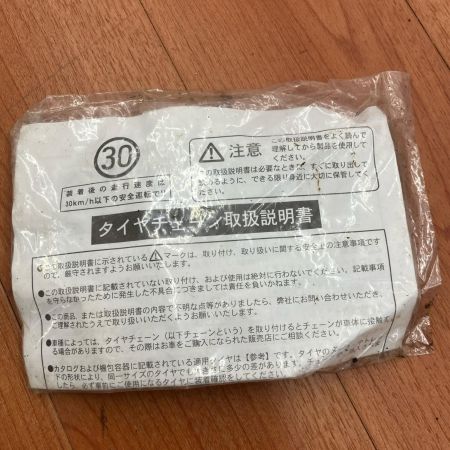 30
装着後の走行速度は
30km/h以下の安全運転で!!
注意
この取扱説明書をよく読んで
理解してから製品を使用して
ください。
この取扱説明書は必要なときに、すぐに取り出して
使えるように、できる限り身近に大切に保管してください。
タイヤチェーン取扱説明書
●この取扱説明書に示されている マークは、取り付け、取り扱いに関する安全上の注意事項です
ので、厳守されますようお願いいたします。
●この取扱説明書に記載されていない取り付け、および使用は絶対に行わないでください。記載事項
を守らなかったために発生した不具合につきましては責任を負いかねます。
●この商品、または取扱説明書の内容で不明な点等がありましたら、弊社にお問い合わせいただき、
ご理解されたうえで取り扱いいただくようお願いいたします。
●車種によっては、タイヤチェーン（以下チェーンという）を取り付けるとチェーンが車体に接触す
る場合がありますので、その際はお車をご購入になられた販売店にご相談ください。
●カタログおよび梱包容器に記載されている適用タイヤは【参考】です。タイヤのメ
下の形状により、同一サイズのタイヤでも大きさに多少の差があります。チ
したら、必ず事前にご使用になるタイヤに装着確認をしてください。